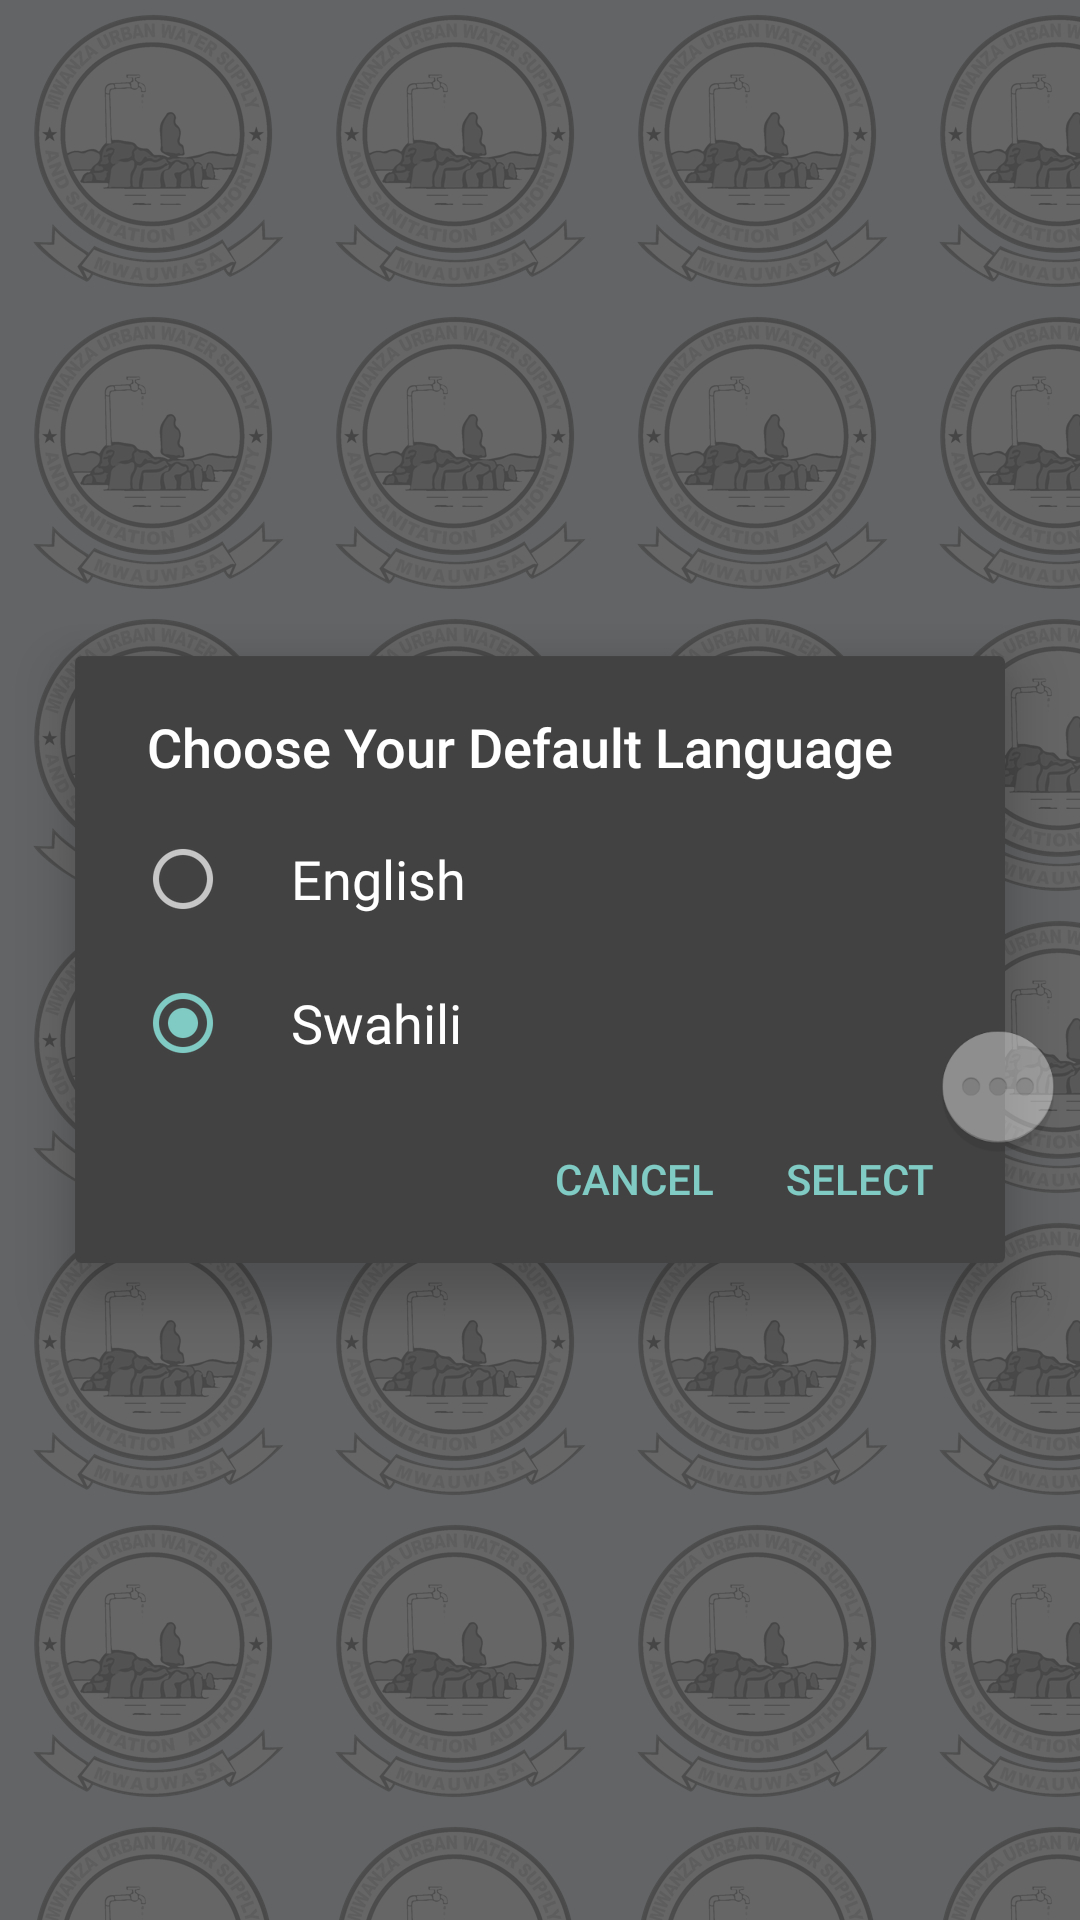 MWANZA URBAN WATER SUPPLY
AND SANITATION AUTHORITY
MWAUWASA
Choose Your Default Language
English
Swahili
CANCEL
SELECT